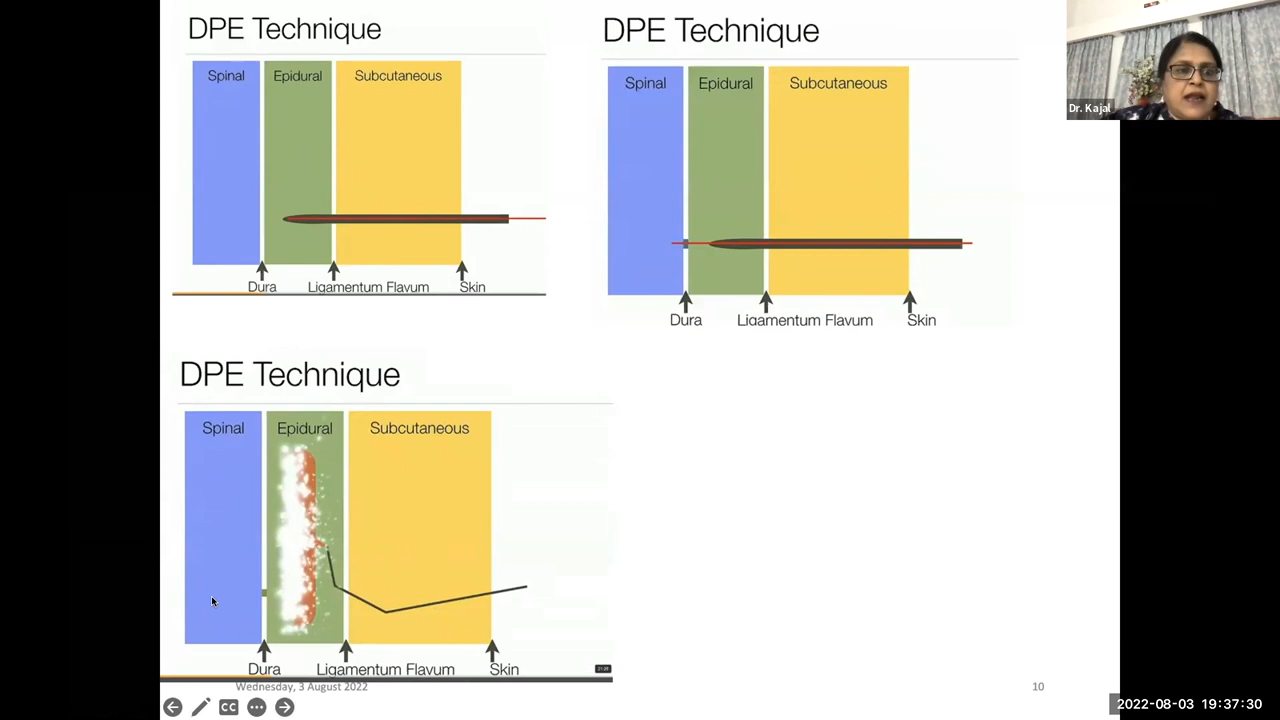 DPE Technique
Spinal Epidural Subcutaneous
Dura Ligamentum Flavum Skin
DPE Technique
Spinal Epidural Subcutaneous
Dura Ligamentum Flavum Skin
Dr. Kajal
DPE Technique
Spinal Epidural Subcutaneous
Dura Ligamentum Flavum Skin
Wednesday, 3 August 2022
10
CC
2022-08-03 19:37:30